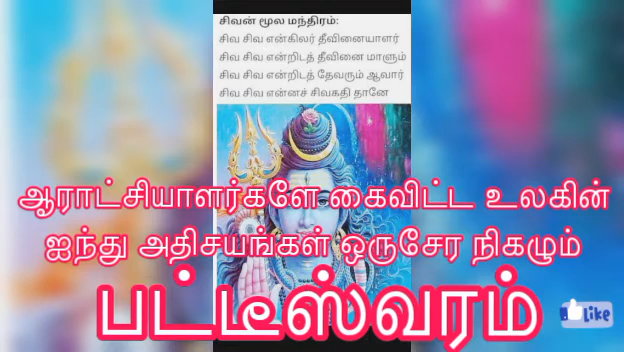 சிவன் மூல மந்திரம்:
சிவ சிவ என்கிலர் தீவினையாளர்
சிவ சிவ என்றிடத் தீவினை மாளும்
சிவ சிவ என்றிடத் தேவரும் ஆவார்
சிவ சிவ என்னச் சிவகதி தானே
ஆராட்சியாளர்களே கைவிட்ட உலகின்
ஐந்து அதிசயங்கள் ஒருசேர நிகழும்
பட்டீஸ்வரம்
like